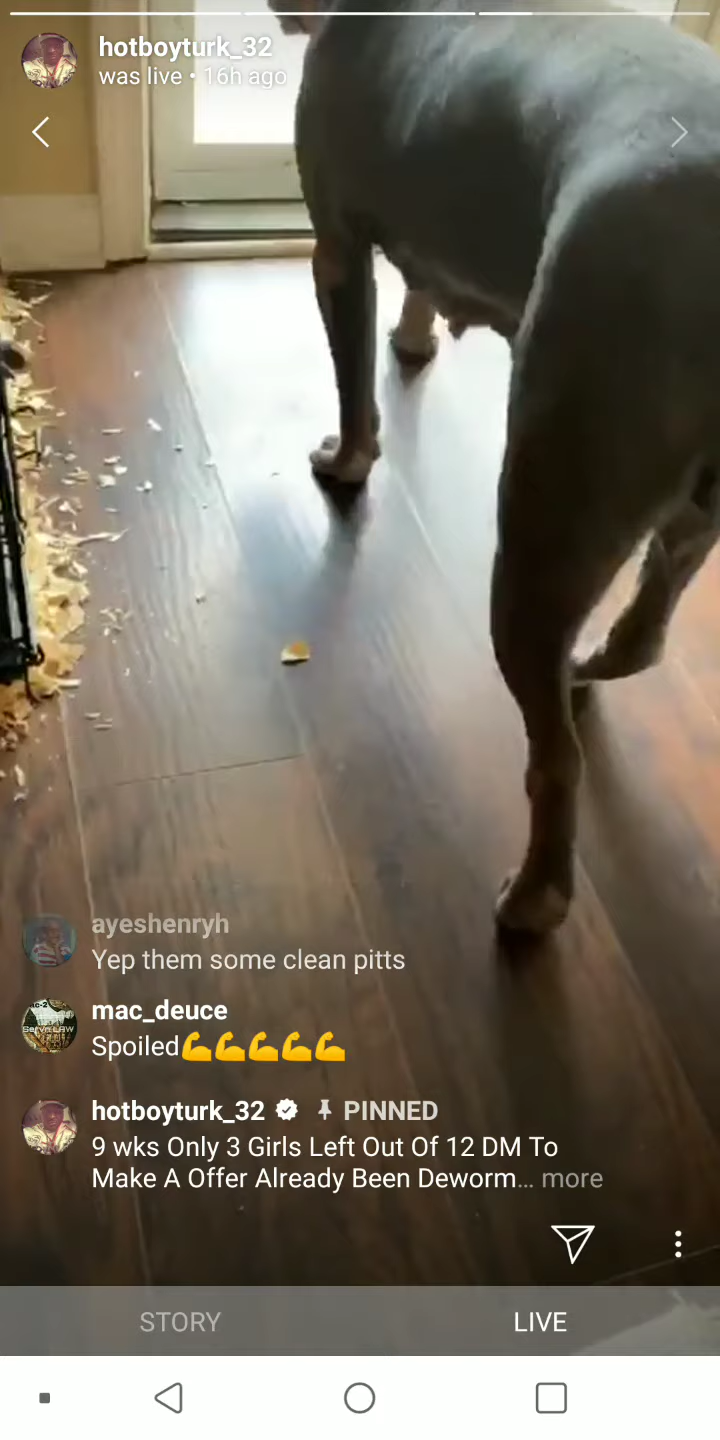 hotboyturk_32
was live • 16h ago
ayeshenryh
Yep them some clean pitts
mac_deuce
Spoiled💪💪💪💪💪
hotboyturk_32 PINNED
9 wks Only 3 Girls Left Out Of 12 DM To
Make A Offer Already Been Deworm... more
STORY LIVE